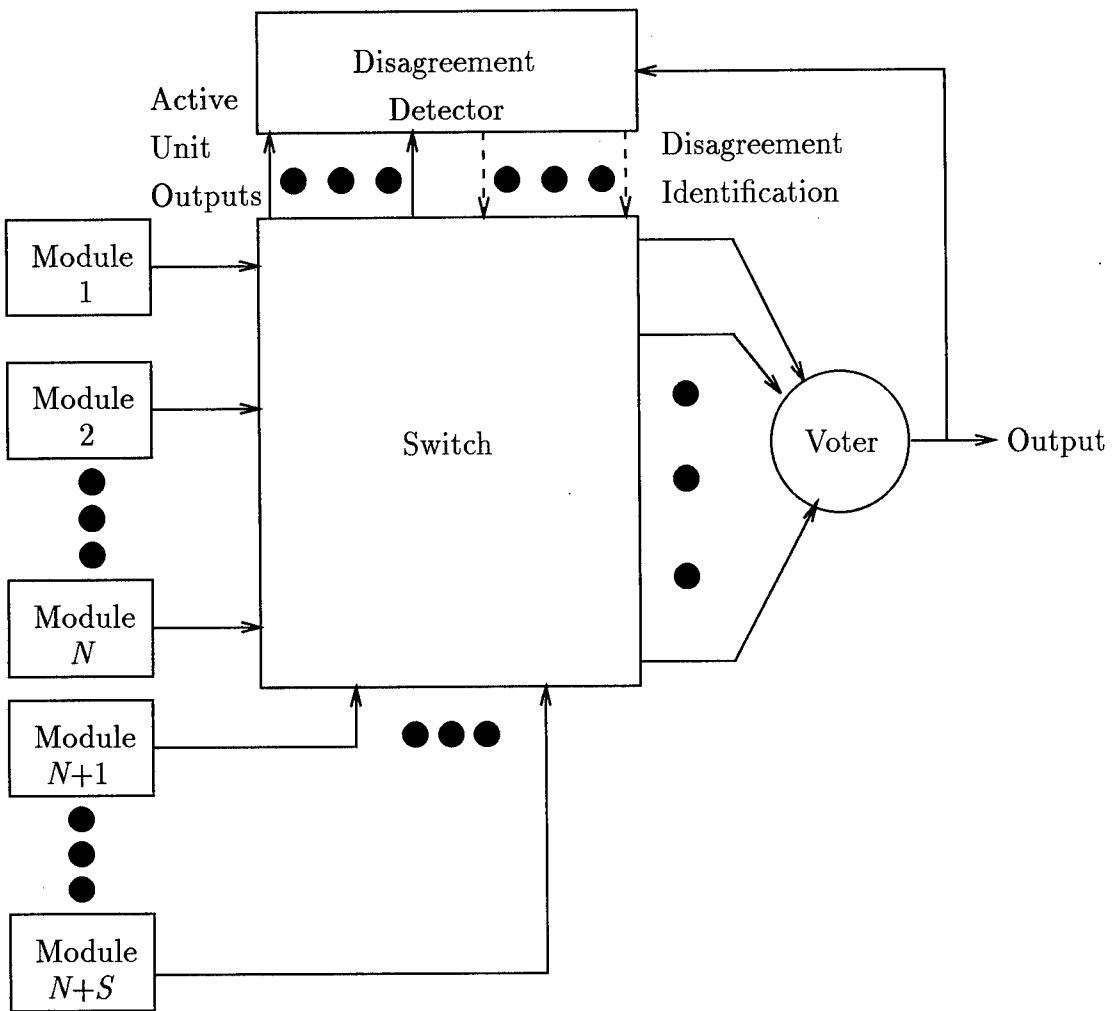 Disagreement
Detector
Active
Unit
Outputs
Disagreement
Identification
Module
1
Module
2
Switch
Voter
Output
Module
N
Module
N+1
Module
N+S